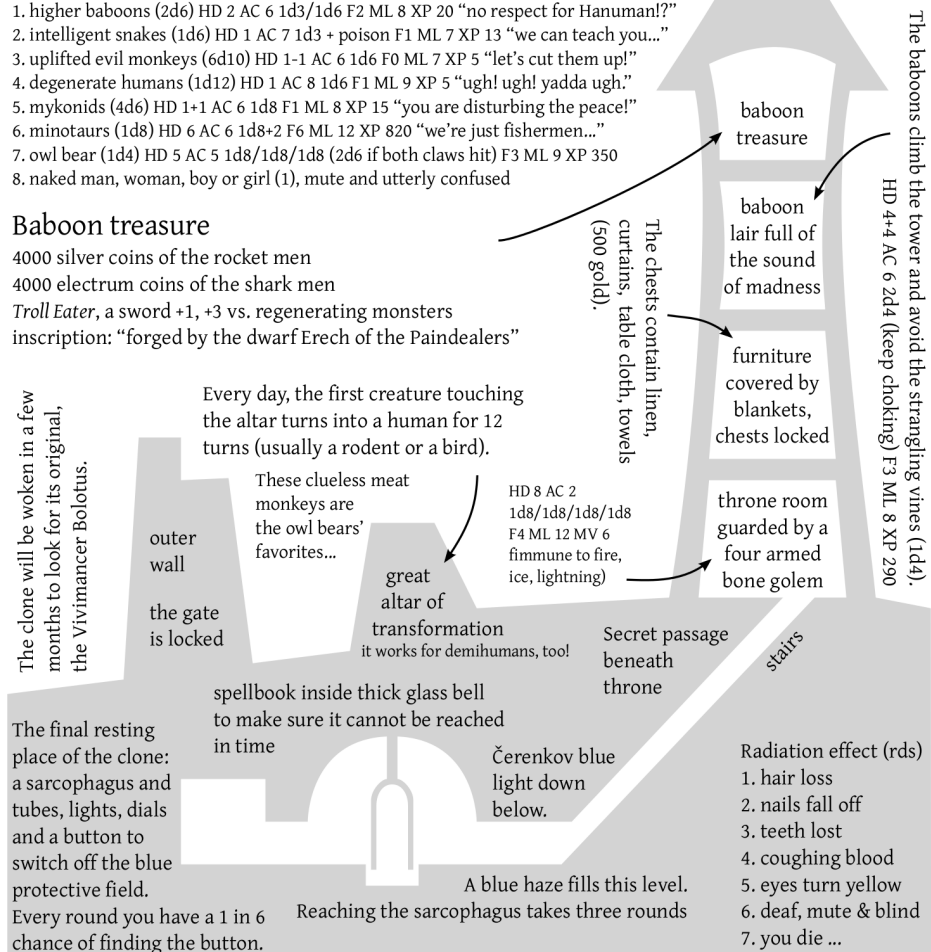 1. higher baboons (2d6) HD 2 AC 6 1d3/1d6 F2 ML 8 XP 20 “no respect for Hanuman!?”
2. intelligent snakes (1d6) HD 1 AC 7 1d3 + poison F1 ML 7 XP 13 “we can teach you...”
3. uplifted evil monkeys (6d10) HD 1-1 AC 6 1d6 F0 ML 7 XP 5 “let’s cut them up!”
4. degenerate humans (1d12) HD 1 AC 8 1d6 F1 ML 9 XP 5 “ugh! ugh! yadda ugh.”
5. mykonids (4d6) HD 1+1 AC 6 1d8 F1 ML 8 XP 15 “you are disturbing the peace!”
6. minotaurs (1d8) HD 6 AC 6 1d8+2 F6 ML 12 XP 820 “we’re just fishermen...”
7. owl bear (1d4) HD 5 AC 5 1d8/1d8/1d8 (2d6 if both claws hit) F3 ML 9 XP 350
8. naked man, woman, boy or girl (1), mute and utterly confused
Baboon treasure
4000 silver coins of the rocket men
4000 electrum coins of the shark men
Troll Eater, a sword +1, +3 vs. regenerating monsters
inscription: “forged by the dwarf Erech of the Paindealers”
baboon
treasure
baboon
lair full of
the sound
of madness
The baboons climb the tower and avoid the strangling vines (1d4).
HD 4+4 AC 6 2d4 (keep choking) F3 ML 8 XP 290
The chests contain linen,
curtains, table cloth, towels
(500 gold).
furniture
covered by
blankets,
chests locked
throne room
guarded by a
four armed
bone golem
HD 8 AC 2
1d8/1d8/1d8/1d8
F4 ML 12 MV 6
fimmune to fire,
ice, lightning)
Every day, the first creature touching
the altar turns into a human for 12
turns (usually a rodent or a bird).
These clueless meat
monkeys are
the owl bears’
favorites...
The clone will be woken in a few
months to look for its original,
the Vivimancer Bolotus.
outer
wall
the gate
is locked
great
altar of
transformation
it works for demihumans, too!
Secret passage
beneath
throne
stairs
spellbook inside thick glass bell
to make sure it cannot be reached
in time
Čerenkov blue
light down
below.
The final resting
place of the clone:
a sarcophagus and
tubes, lights, dials
and a button to
switch off the blue
protective field.
Every round you have a 1 in 6
chance of finding the button.
A blue haze fills this level.
Reaching the sarcophagus takes three rounds
Radiation effect (rds)
1. hair loss
2. nails fall off
3. teeth lost
4. coughing blood
5. eyes turn yellow
6. deaf, mute & blind
7. you die ...